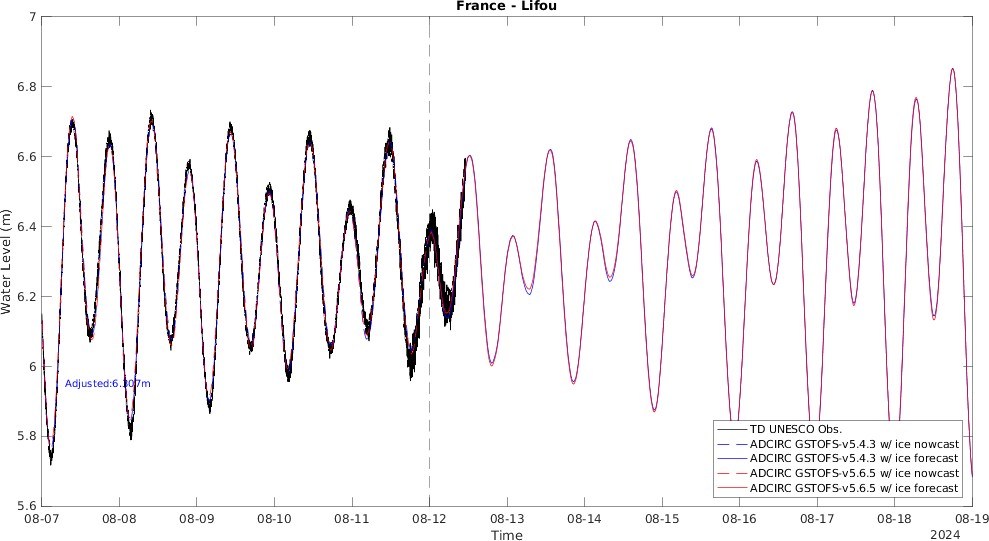 France - Lifou
7
6.8
6.6
6.4
6.2
6
5.8
5.6
Water Level (m)
Adjusted:6.307m
TD UNESCO Obs.
ADCIRC GSTOFS-v5.4.3 w/ ice nowcast
ADCIRC GSTOFS-v5.4.3 w/ ice forecast
ADCIRC GSTOFS-v5.6.5 w/ ice nowcast
ADCIRC GSTOFS-v5.6.5 w/ ice forecast
08-07 08-08 08-09 08-10 08-11 08-12 08-13 08-14 08-15 08-16 08-17 08-18 08-19
Time
2024